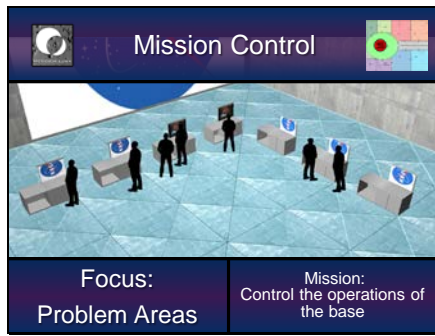 Mission Control
Focus:
Problem Areas
Mission:
Control the operations of
the base